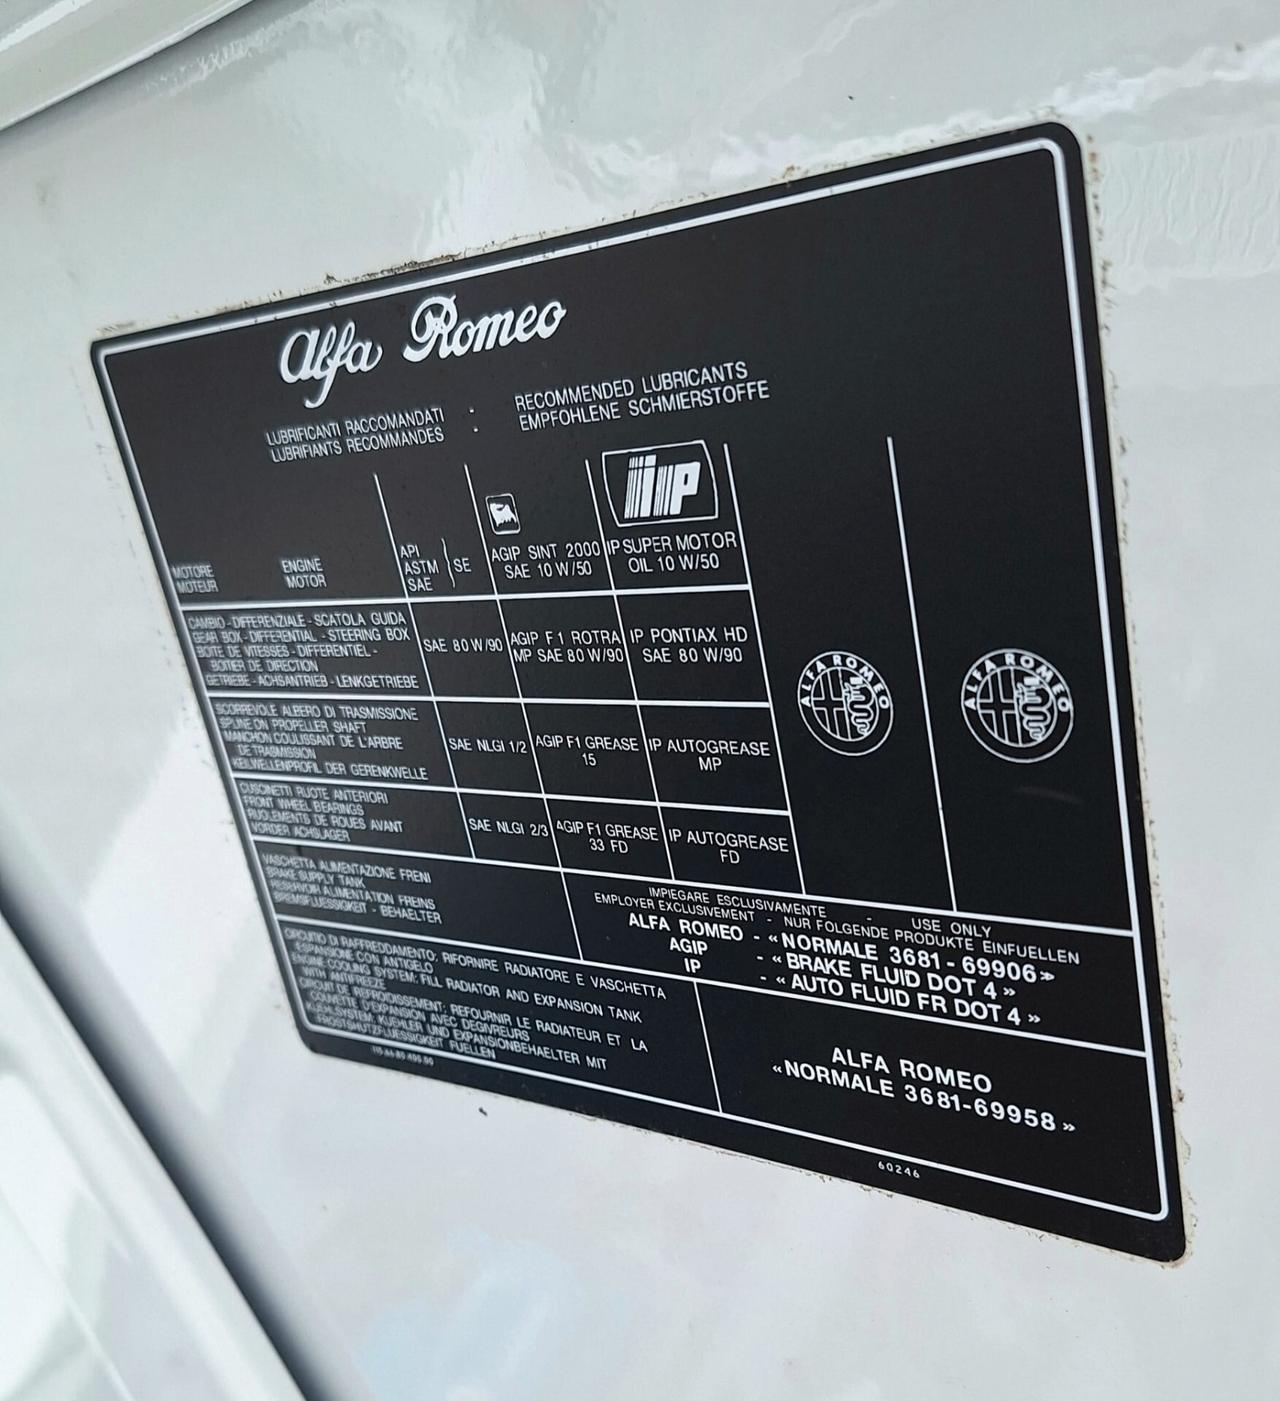 Alfa Romeo
LUBRIFICANTI RACCOMANDATI : RECOMMENDED LUBRICANTS
LUBRIFIANTS RECOMMANDES : EMPFOHLENE SCHMIERSTOFFE
iP
MOTORE ENGINE
MOTEUR MOTOR
API
ASTM
SAE
SE
AGIP SINT 2000
SAE 10 W/50
IP SUPER MOTOR
OIL 10 W/50
CAMBIO - DIFFERENZIALE - SCATOLA GUIDA
GEAR BOX - DIFFERENTIAL - STEERING BOX
BOITE DE VITESSES - DIFFERENTIEL -
BOITIER DE DIRECTION
GETRIEBE - ACHSANTRIEB - LENKGETRIEBE
SAE 80 W/90
AGIP F 1 ROTRA
MP SAE 80 W/90
IP PONTIAX HD
SAE 80 W/90
SCORREVOLE ALBERO DI TRASMISSIONE
SPLINE ON PROPELLER SHAFT
MANCHON COULISSANT DE L'ARBRE
DE TRASMISSION
KEILWELLENPROFIL DER GERENKWELLE
SAE NLGI 1/2
AGIP F1 GREASE
15
IP AUTOGREASE
MP
CUSCINETTI RUOTE ANTERIORI
FRONT WHEEL BEARINGS
RUOLEMENTS DE ROUES AVANT
VORDER ACHSLAGER
SAE NLGI 2/3
AGIP F1 GREASE
33 FD
IP AUTOGREASE
FD
ALFA ROMEO
ALFA ROMEO
VASCHETTA ALIMENTAZIONE FRENI
BRAKE SUPPLY TANK
RESERVOIR ALIMENTATION FREINS
BREMSFLUESSIGKEIT - BEHAELTER
IMPIEGARE ESCLUSIVAMENTE - USE ONLY
EMPLOYER EXCLUSIVEMENT - NUR FOLGENDE PRODUKTE EINFUELLEN
ALFA ROMEO - «NORMALE 3681 - 69906»
AGIP - «BRAKE FLUID DOT 4»
IP - «AUTO FLUID FR DOT 4»
CIRCUITO DI RAFFREDDAMENTO: RIFORNIRE RADIATORE E VASCHETTA
ESPANSIONE CON ANTIGELO
ENGINE COOLING SYSTEM: FILL RADIATOR AND EXPANSION TANK
WITH ANTIFREEZE
CIRCUIT DE REFROIDISSEMENT: REFOURNIR LE RADIATEUR ET LA
COUVETTE D'EXPANSION AVEC DEGIVREURS
KUEHLSYSTEM: KUEHLER UND EXPANSIONBEHAELTER MIT
FROSTSHUTZFLUESSIGKEIT FUELLEN
ALFA ROMEO
«NORMALE 3681-69958»
60246